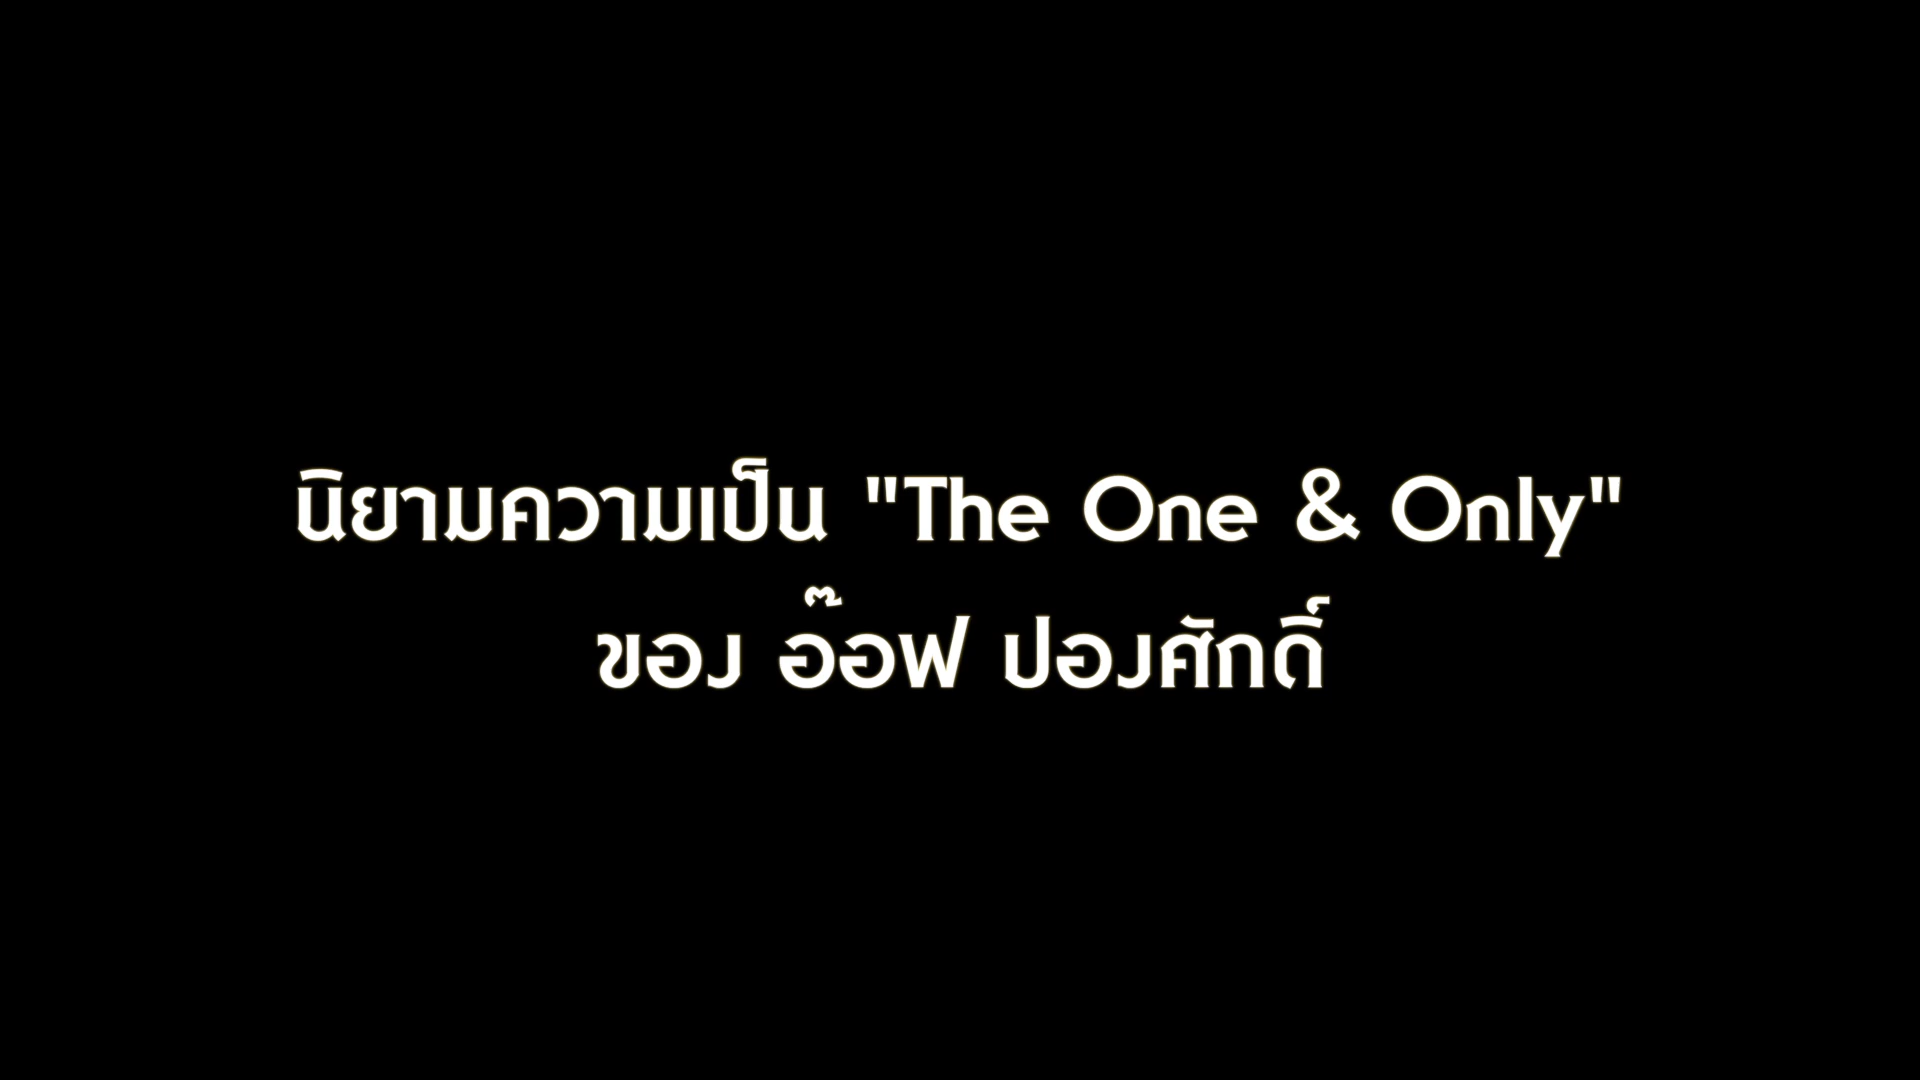 นิยามความเป็น "The One & Only"
ของ อ๊อฟ ปองศักดิ์